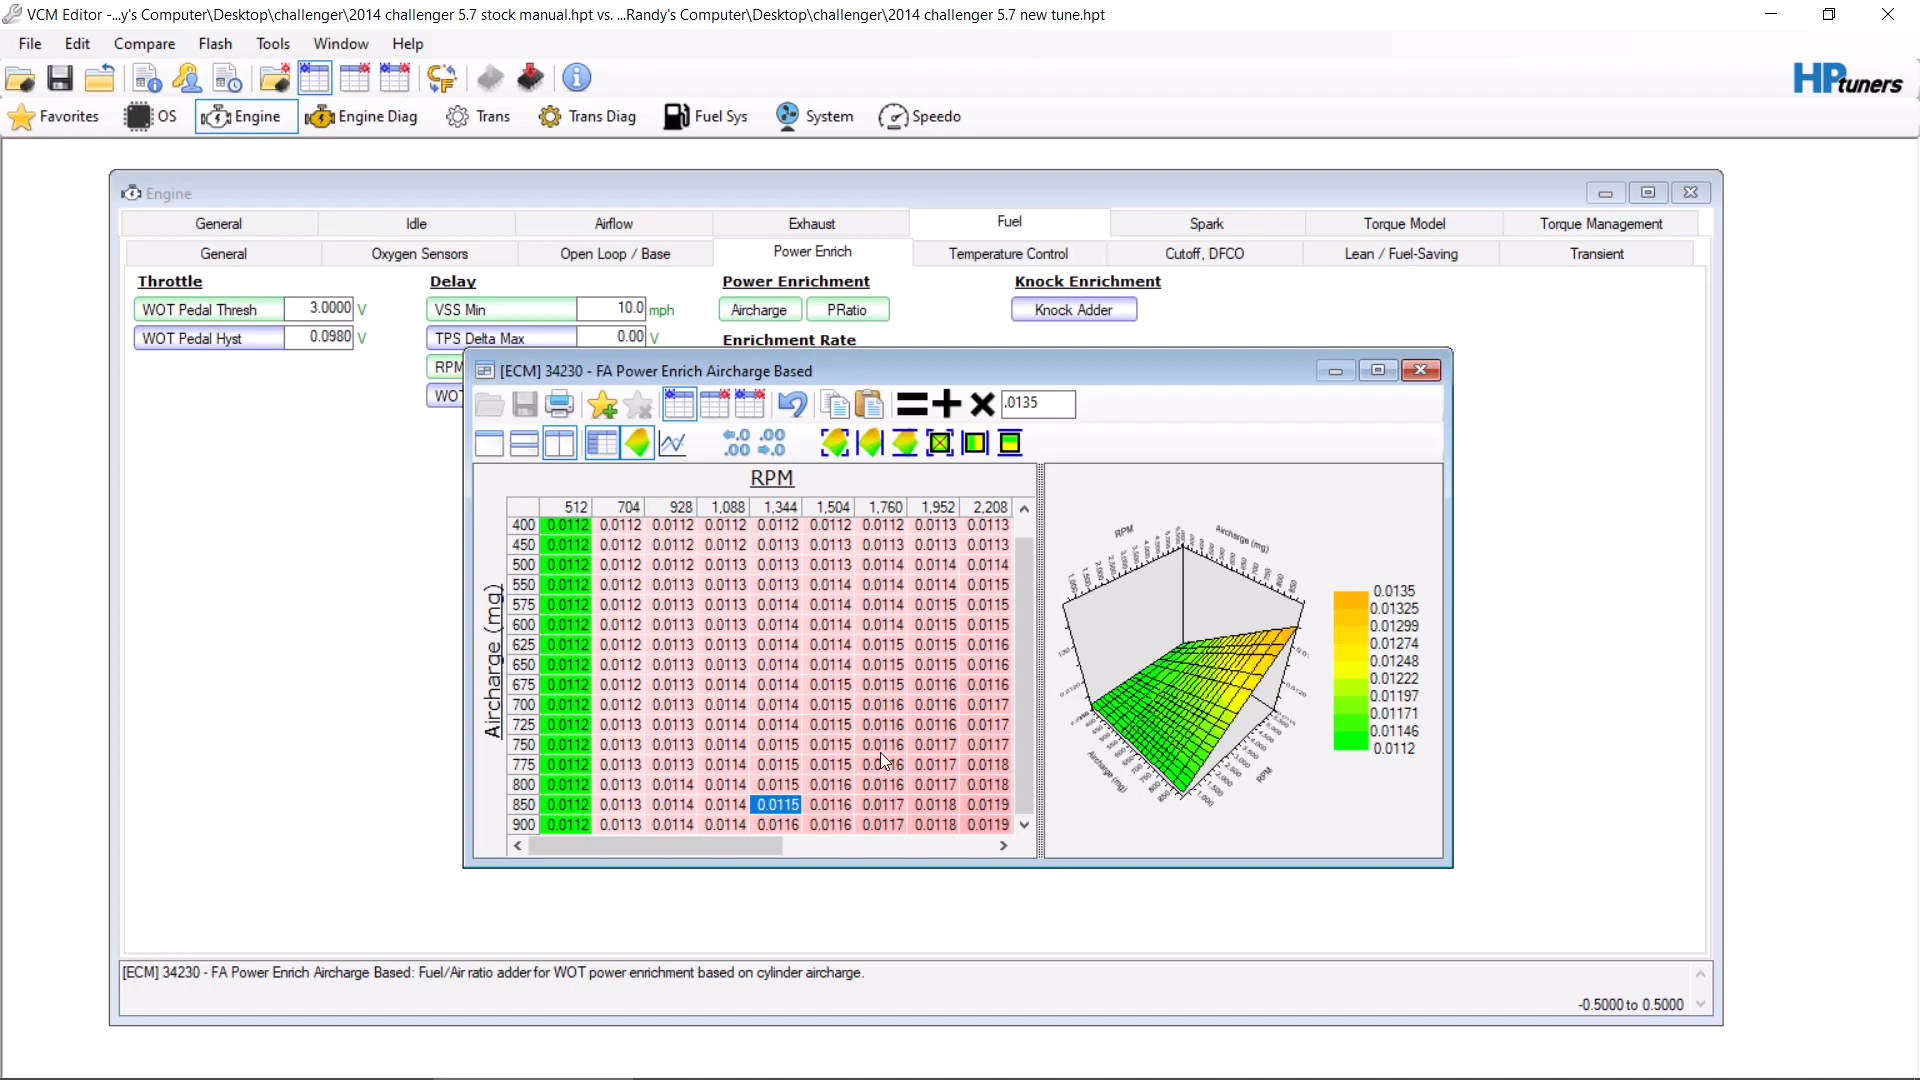 VCM Editor -...y's Computer\Desktop\challenger\2014 challenger 5.7 stock manual.hpt vs. ...Randy's Computer\Desktop\challenger\2014 challenger 5.7 new tune.hpt
File Edit Compare Flash Tools Window Help
HPtuners
Favorites OS Engine Engine Diag Trans Trans Diag Fuel Sys System Speedo
Engine
General Idle Airflow Exhaust Fuel Spark Torque Model Torque Management
General Oxygen Sensors Open Loop / Base Power Enrich Temperature Control Cutoff, DFCO Lean / Fuel-Saving Transient
Throttle Delay Power Enrichment Knock Enrichment
WOT Pedal Thresh 3.0000 V VSS Min 10.0 mph Aircharge PRatio Knock Adder
WOT Pedal Hyst 0.0980 V TPS Delta Max 0.00 V Enrichment Rate
RPM
WOT
[ECM] 34230 - FA Power Enrich Aircharge Based
.0135
RPM
512 704 928 1,088 1,344 1,504 1,760 1,952 2,208
400 0.0112 0.0112 0.0112 0.0112 0.0112 0.0112 0.0112 0.0113 0.0113
450 0.0112 0.0112 0.0112 0.0112 0.0113 0.0113 0.0113 0.0113 0.0113
500 0.0112 0.0112 0.0112 0.0113 0.0113 0.0113 0.0114 0.0114 0.0114
550 0.0112 0.0112 0.0113 0.0113 0.0113 0.0114 0.0114 0.0114 0.0115
575 0.0112 0.0112 0.0113 0.0113 0.0114 0.0114 0.0114 0.0115 0.0115
600 0.0112 0.0112 0.0113 0.0113 0.0114 0.0114 0.0114 0.0115 0.0115
625 0.0112 0.0112 0.0113 0.0113 0.0114 0.0114 0.0115 0.0115 0.0116
650 0.0112 0.0112 0.0113 0.0113 0.0114 0.0114 0.0115 0.0115 0.0116
675 0.0112 0.0112 0.0113 0.0114 0.0114 0.0115 0.0115 0.0116 0.0116
700 0.0112 0.0112 0.0113 0.0114 0.0114 0.0115 0.0116 0.0116 0.0117
725 0.0112 0.0113 0.0113 0.0114 0.0114 0.0115 0.0116 0.0116 0.0117
750 0.0112 0.0113 0.0113 0.0114 0.0115 0.0115 0.0116 0.0117 0.0117
775 0.0112 0.0113 0.0113 0.0114 0.0115 0.0115 0.0116 0.0117 0.0118
800 0.0112 0.0113 0.0114 0.0114 0.0115 0.0116 0.0116 0.0117 0.0118
850 0.0112 0.0113 0.0114 0.0114 0.0115 0.0116 0.0117 0.0118 0.0119
900 0.0112 0.0113 0.0114 0.0114 0.0116 0.0116 0.0117 0.0118 0.0119
Aircharge (mg)
RPM Aircharge (mg)
Aircharge (mg) RPM
0.0135
0.01325
0.01299
0.01274
0.01248
0.01222
0.01197
0.01171
0.01146
0.0112
[ECM] 34230 - FA Power Enrich Aircharge Based: Fuel/Air ratio adder for WOT power enrichment based on cylinder aircharge.
-0.5000 to 0.5000